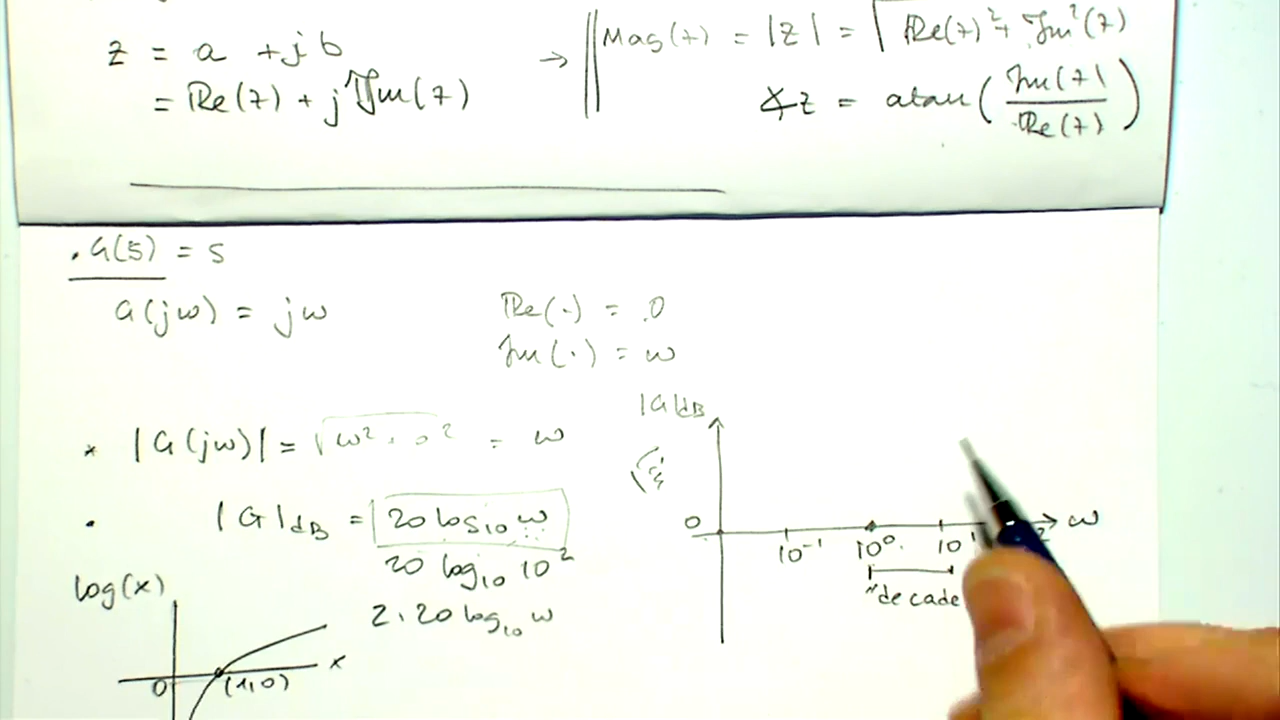 z = a + j b
= Re(z) + j Im(z)
→ Mag(z) = |z| = √ Re(z)² + Im²(z)
∡z = atan( Im(z) / Re(z) )
. G(s) = s
G(jω) = jω
Re(·) = 0
Im(·) = ω
* |G(jω)| = √ω² + 0² = ω
. |G|dB = 20 log10 ω
20 log10 10²
2. 20 log10 ω
log(x)
x
0
(1,0)
|G|dB
0
10⁻¹ 10⁰ 10¹ 2 ω
"decade